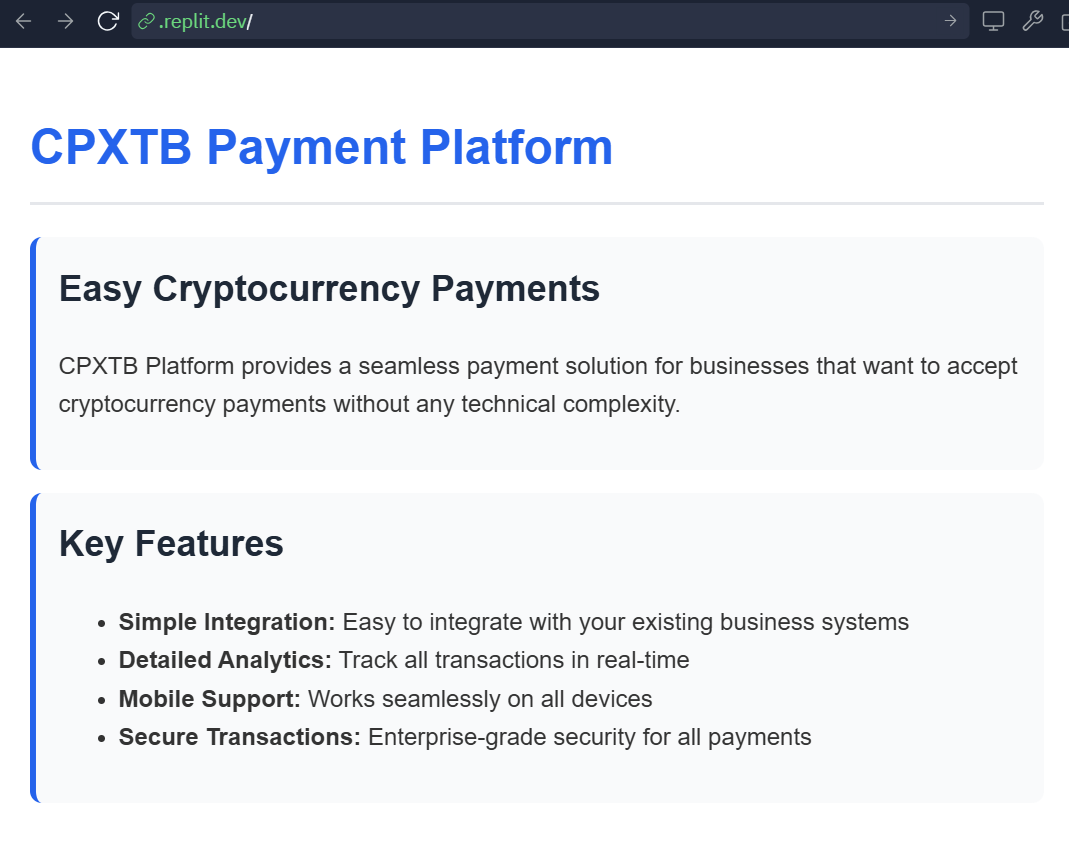 .replit.dev/
CPXTB Payment Platform
Easy Cryptocurrency Payments
CPXTB Platform provides a seamless payment solution for businesses that want to accept
cryptocurrency payments without any technical complexity.
Key Features
• Simple Integration: Easy to integrate with your existing business systems
• Detailed Analytics: Track all transactions in real-time
• Mobile Support: Works seamlessly on all devices
• Secure Transactions: Enterprise-grade security for all payments